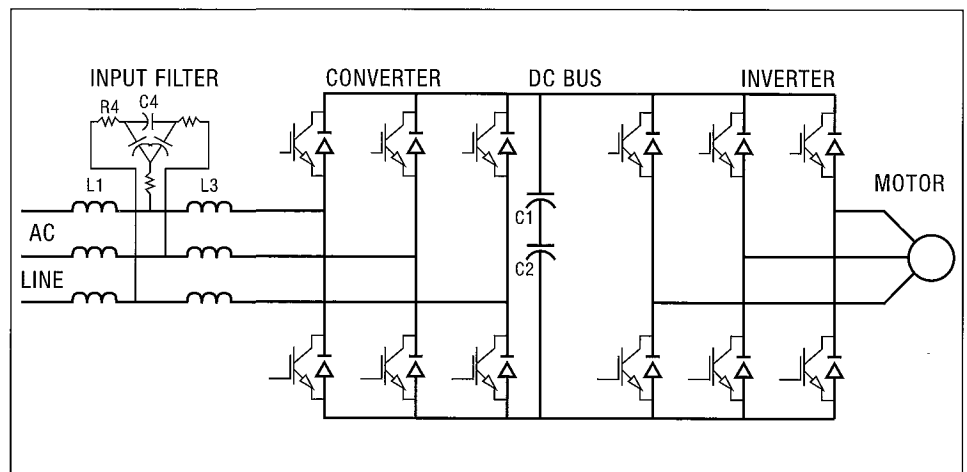 INPUT FILTER
CONVERTER
DC BUS
INVERTER
R4
C4
MOTOR
L1
L3
AC
LINE
C1
C2